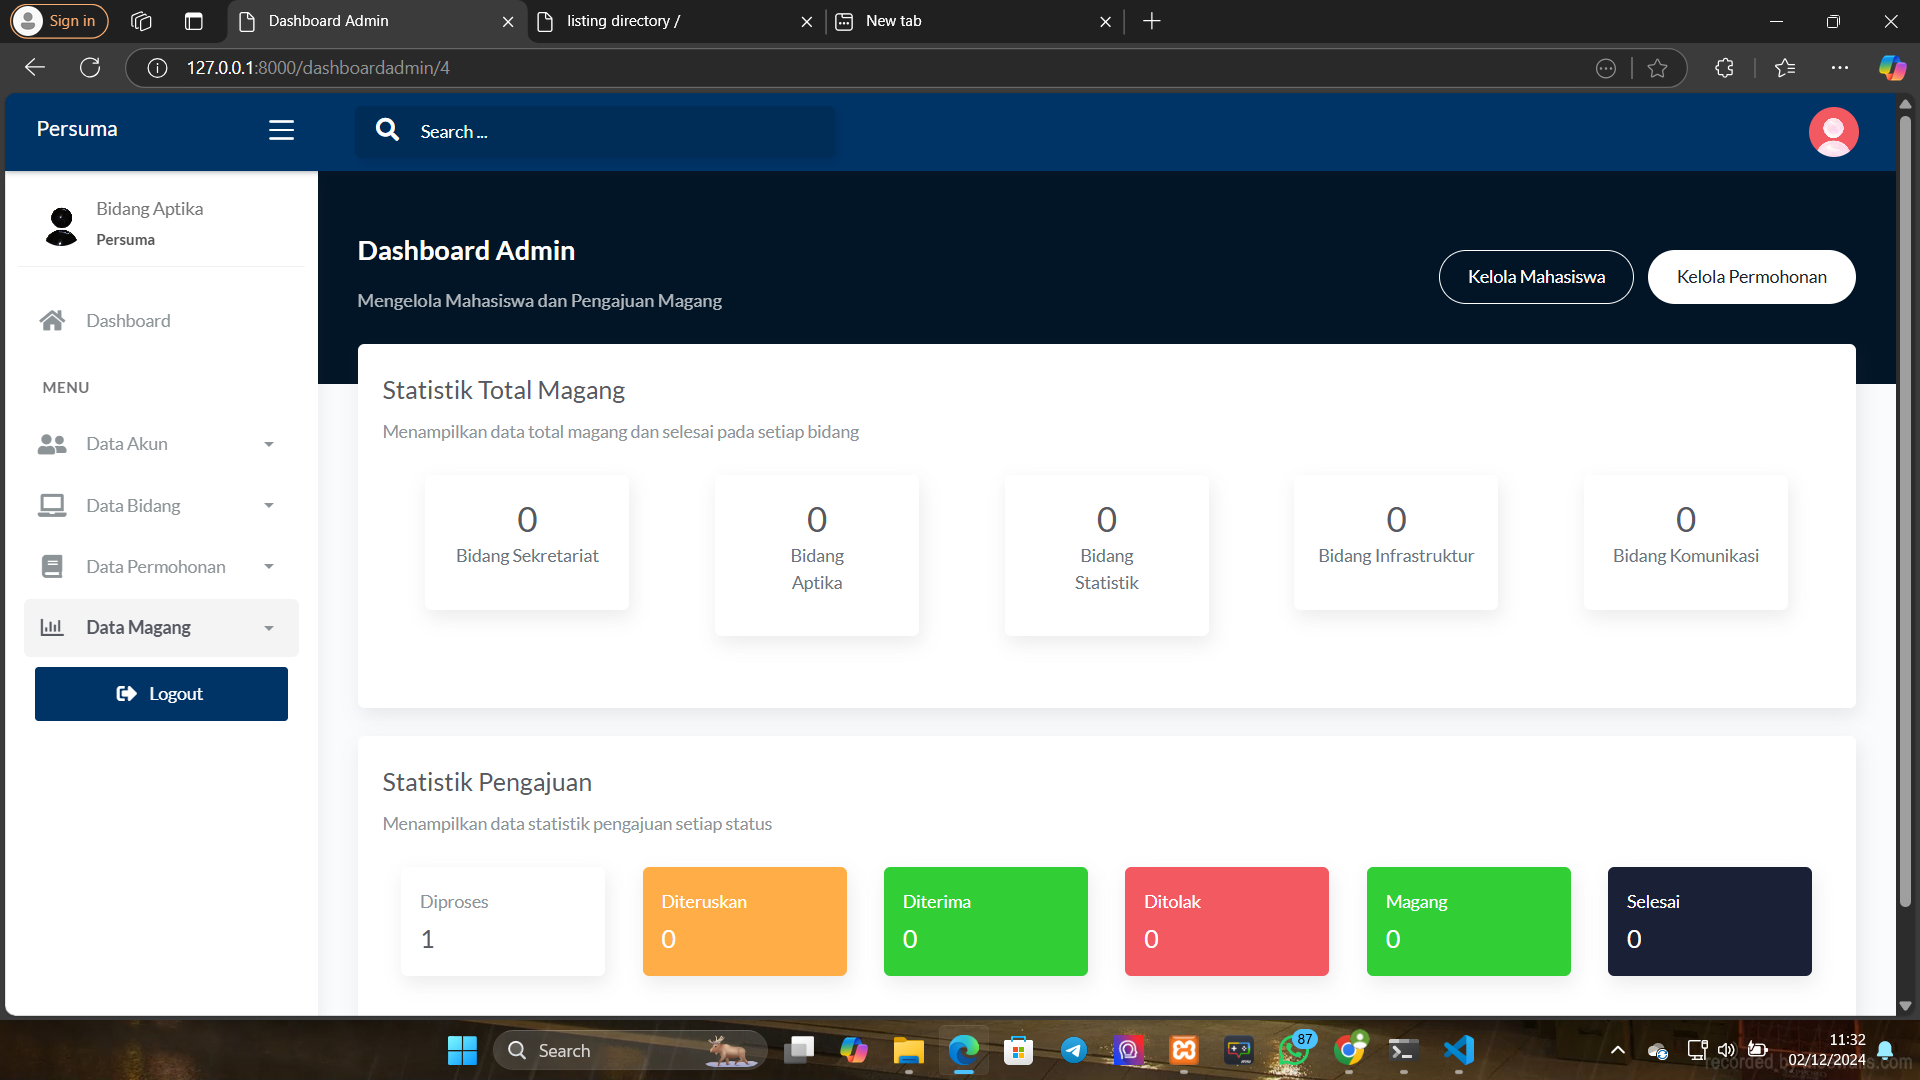 Sign in
Dashboard Admin
listing directory /
New tab
127.0.0.1:8000/dashboardadmin/4
Persuma
Search ...
Bidang Aptika
Persuma
Dashboard
MENU
Data Akun
Data Bidang
Data Permohonan
Data Magang
Logout
Dashboard Admin
Mengelola Mahasiswa dan Pengajuan Magang
Kelola Mahasiswa
Kelola Permohonan
Statistik Total Magang
Menampilkan data total magang dan selesai pada setiap bidang
0
Bidang Sekretariat
0
Bidang
Aptika
0
Bidang
Statistik
0
Bidang Infrastruktur
0
Bidang Komunikasi
Statistik Pengajuan
Menampilkan data statistik pengajuan setiap status
Diproses
1
Diteruskan
0
Diterima
0
Ditolak
0
Magang
0
Selesai
0
Search
87
11:32
02/12/2024